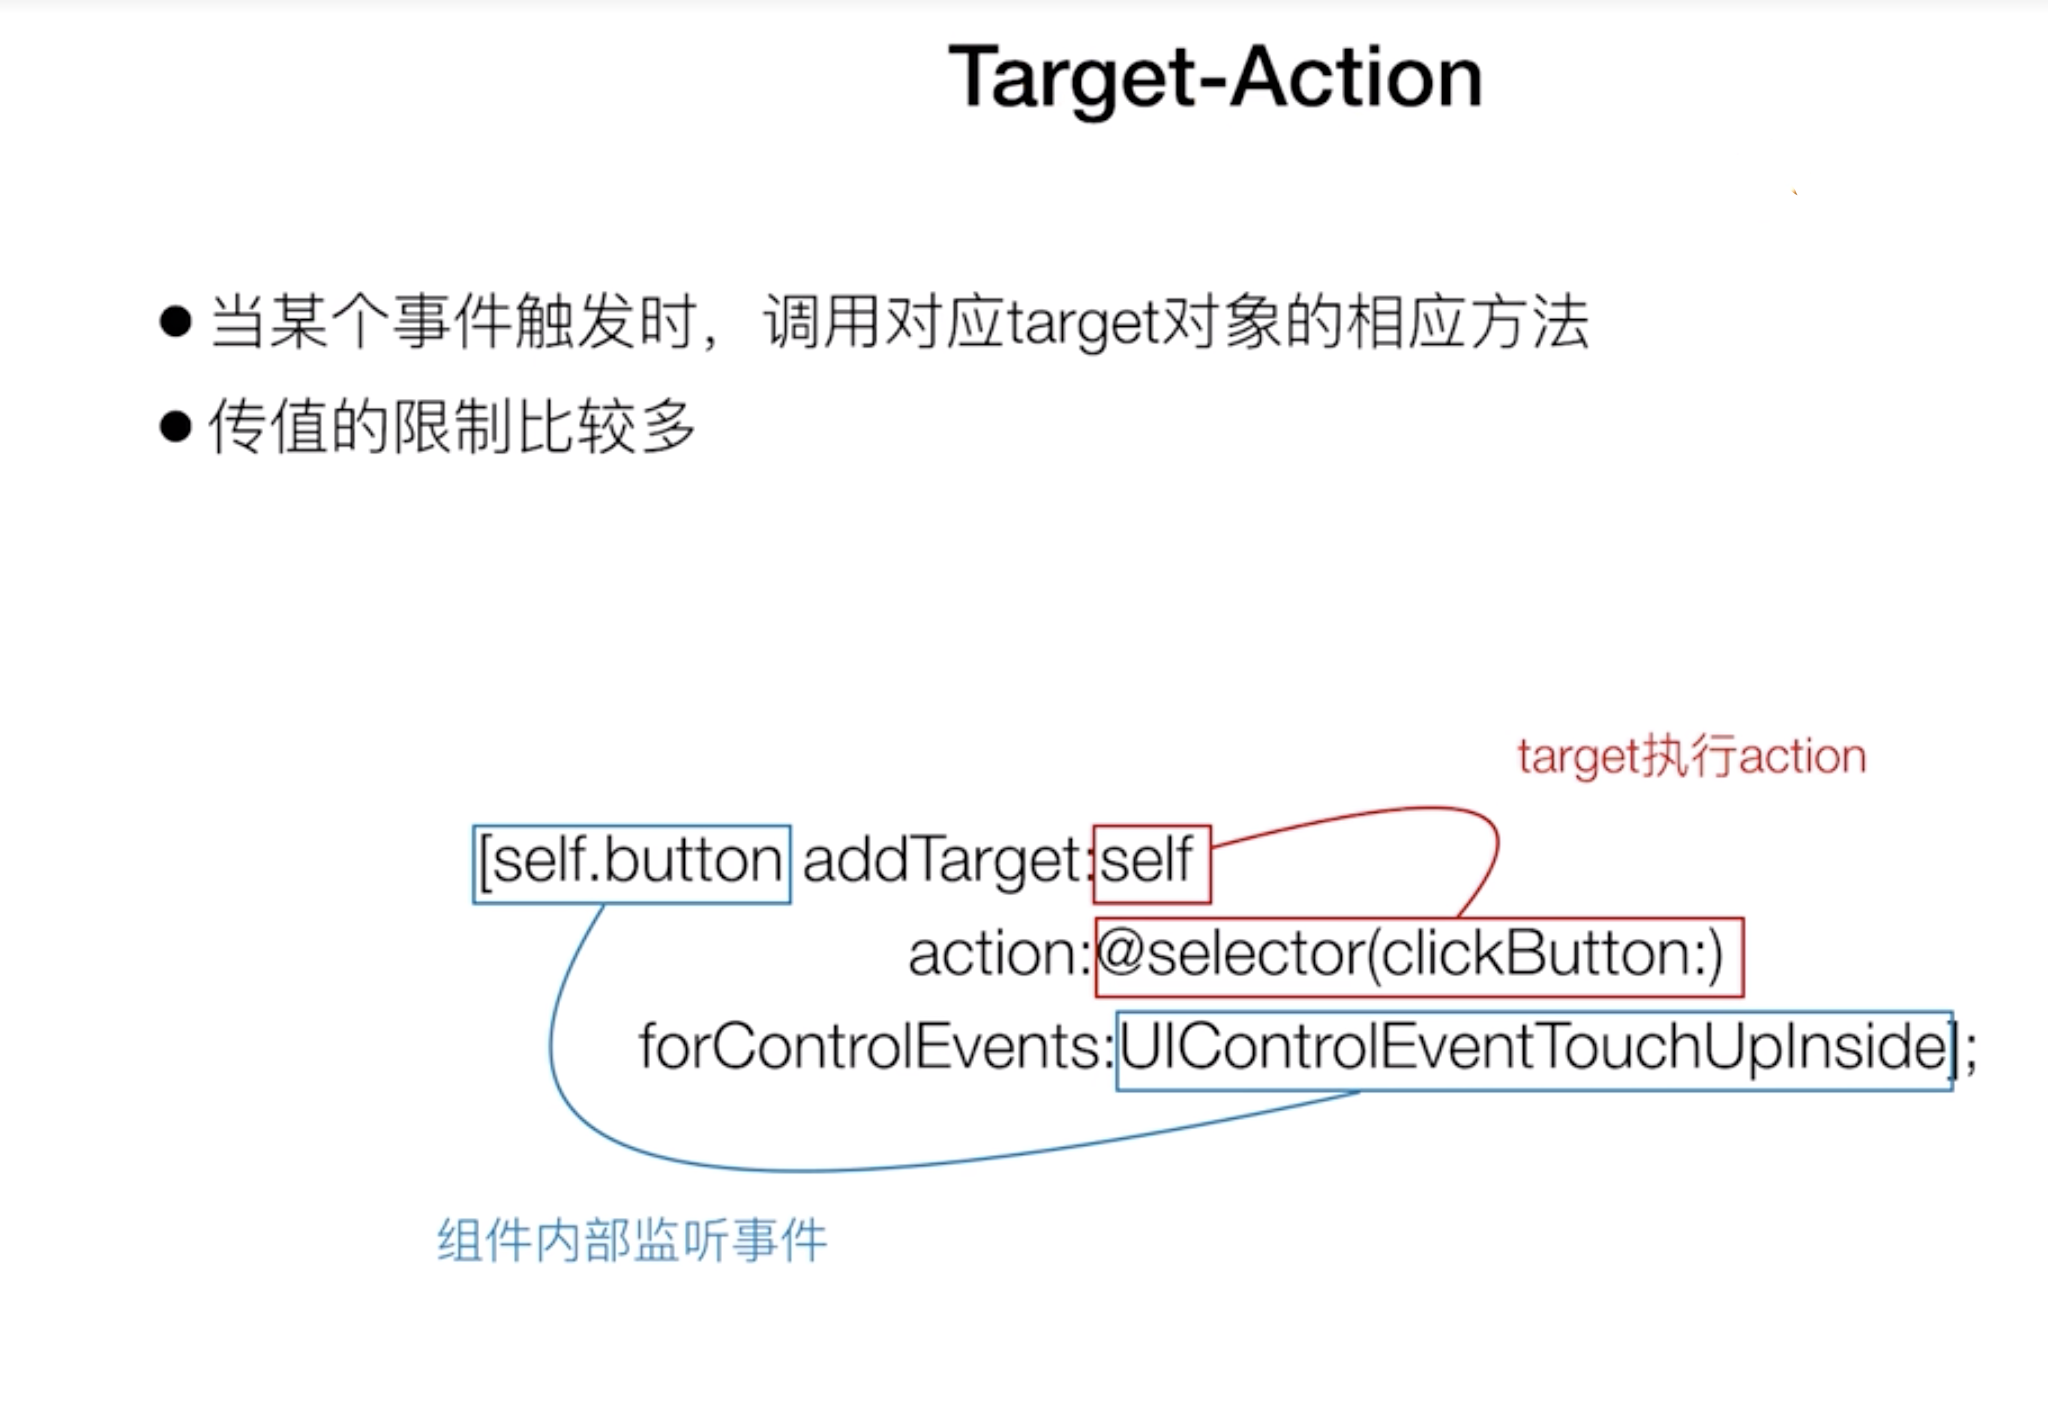 Target-Action
● 当某个事件触发时，调用对应target对象的相应方法
● 传值的限制比较多
target执行action
[self.button addTarget:self
action:@selector(clickButton:)
forControlEvents:UIControlEventTouchUpInside];
组件内部监听事件